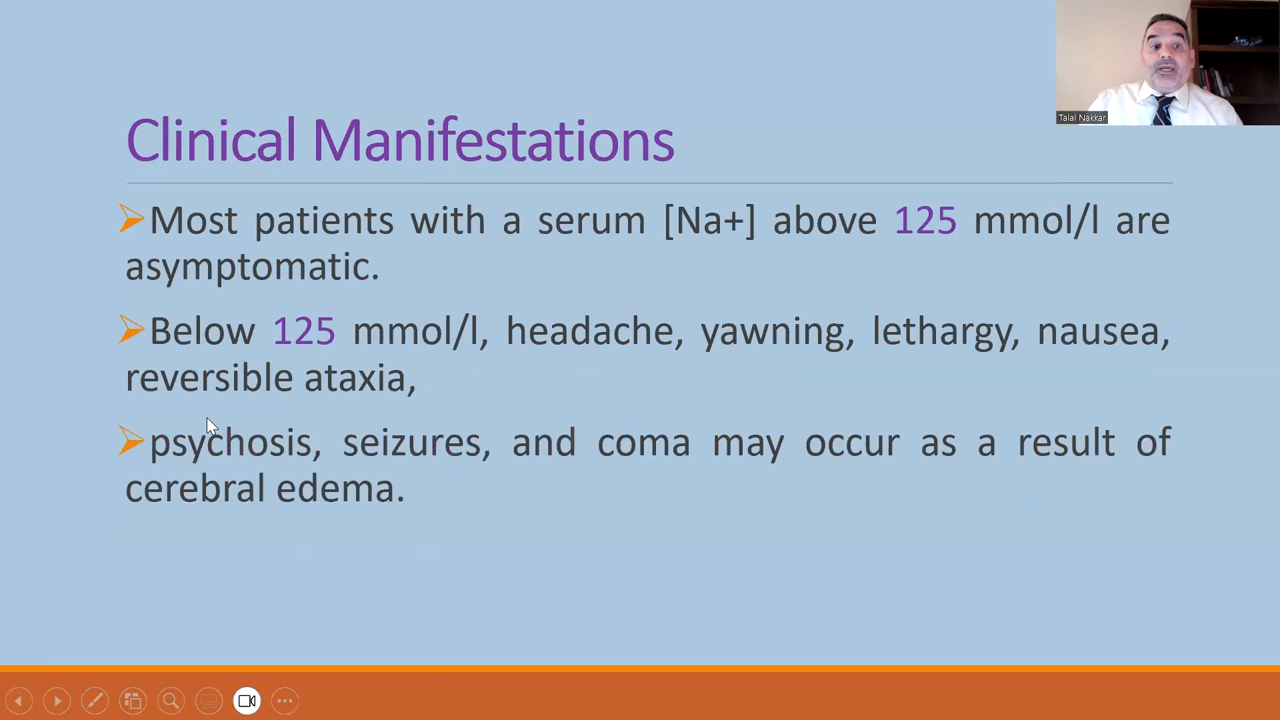 Talal Nakkar
Clinical Manifestations
Most patients with a serum [Na+] above 125 mmol/l are
asymptomatic.
Below 125 mmol/l, headache, yawning, lethargy, nausea,
reversible ataxia,
psychosis, seizures, and coma may occur as a result of
cerebral edema.